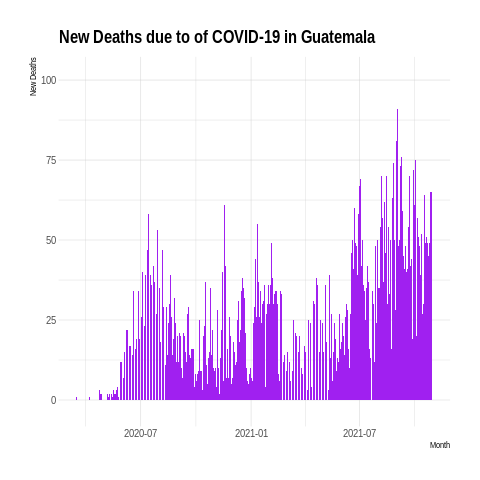 New Deaths due to of COVID-19 in Guatemala
New Deaths
100
75
50
25
0
2020-07
2021-01
2021-07
Month